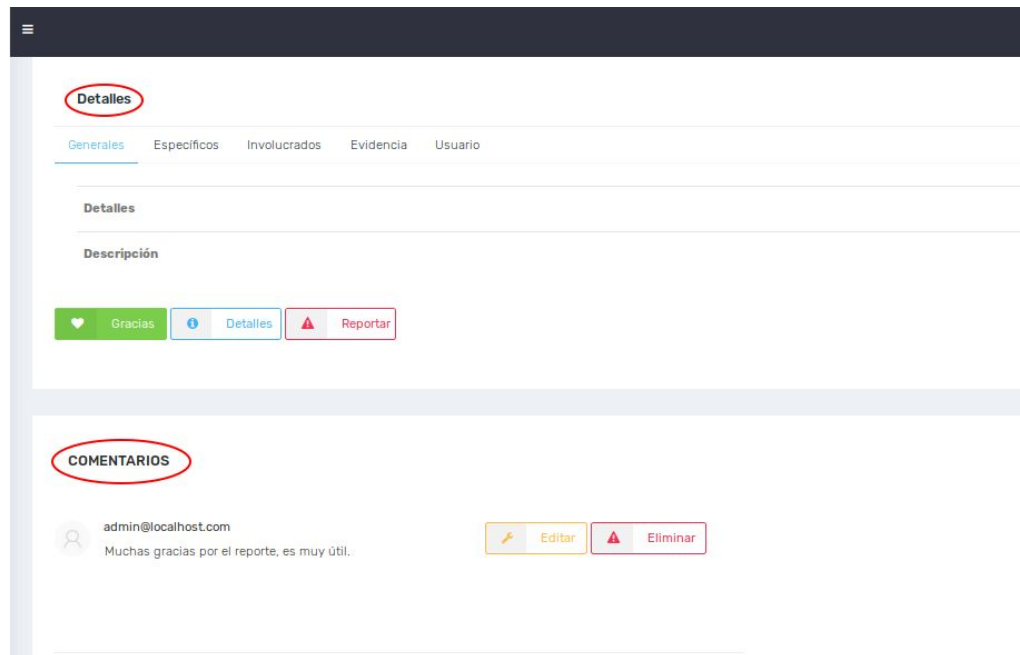 Detalles
Generales Específicos Involucrados Evidencia Usuario
Detalles
Descripción
Gracias Detalles Reportar
COMENTARIOS
admin@localhost.com
Muchas gracias por el reporte, es muy útil.
Editar Eliminar